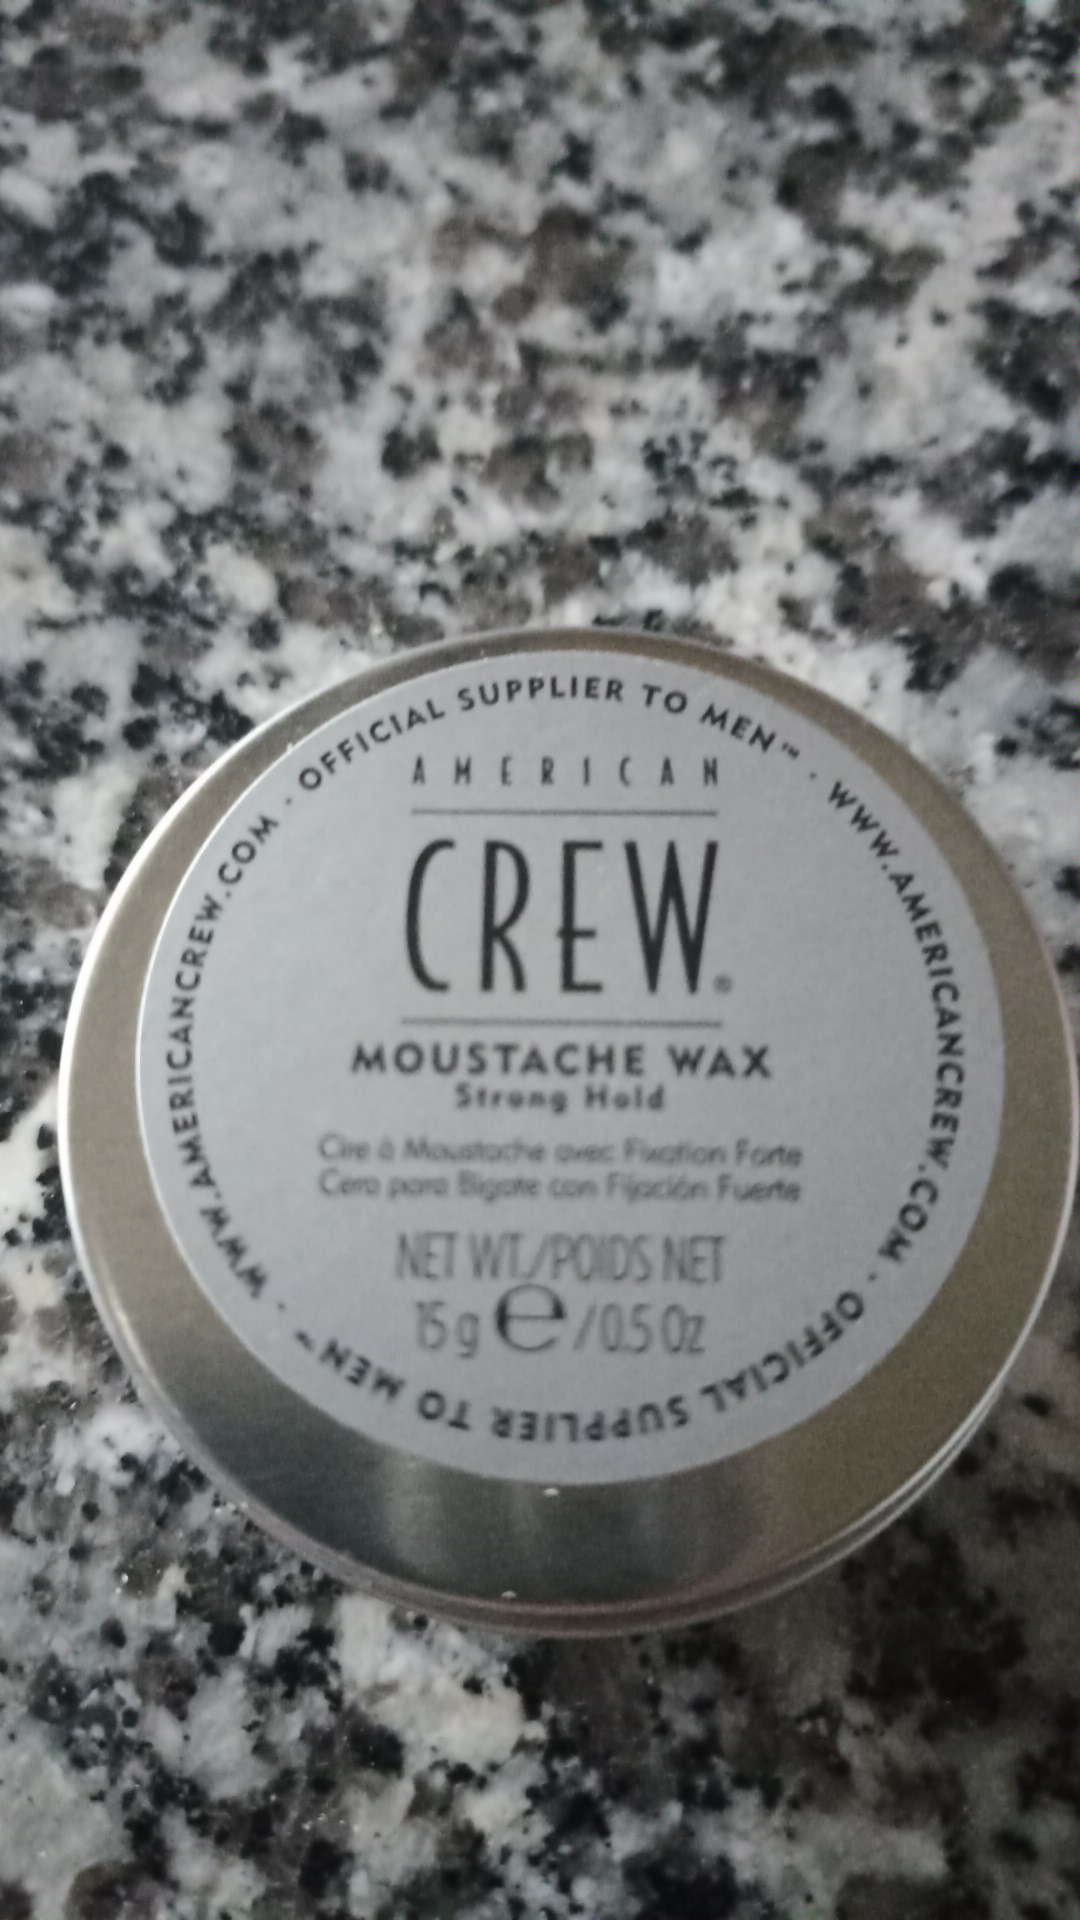 OFFICIAL SUPPLIER TO MEN™ · WWW.AMERICANCREW.COM · OFFICIAL SUPPLIER TO MEN™ · WWW.AMERICANCREW.COM ·
AMERICAN
CREW®
MOUSTACHE WAX
Strong Hold
Cire à Moustache avec Fixation Forte
Cera para Bigote con Fijación Fuerte
NET WT./POIDS NET
15 g ℮ /0.5 Oz